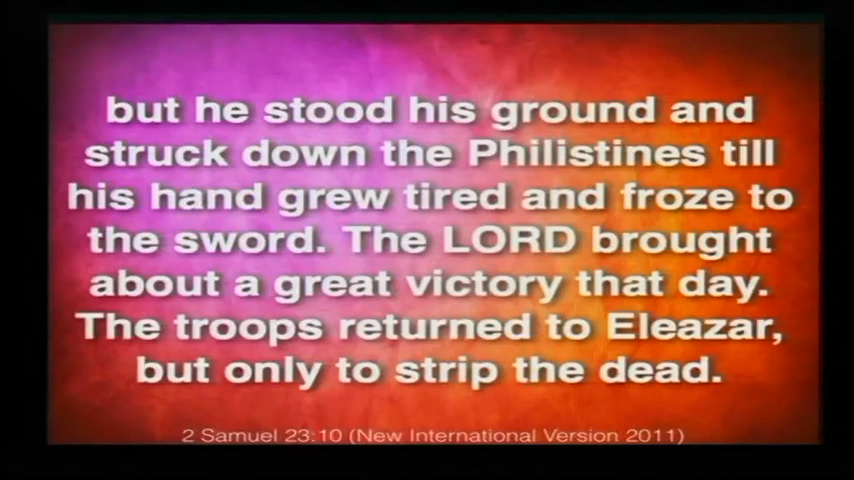 but he stood his ground and
struck down the Philistines till
his hand grew tired and froze to
the sword. The LORD brought
about a great victory that day.
The troops returned to Eleazar,
but only to strip the dead.
2 Samuel 23:10 (New International Version 2011)